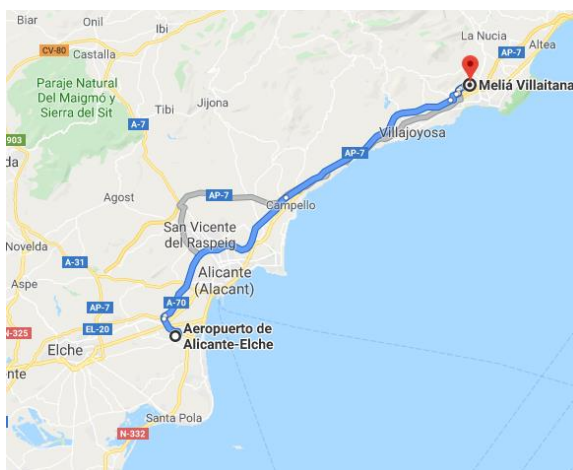 Biar
Onil
Ibi
La Nucia
AP-7
Altea
CV-80
Castalla
Meliá Villaitana
Paraje Natural
Del Maigmó y
Sierra del Sit
Tibi
Jijona
A-7
Villajoyosa
903
da
AP-7
Agost
AP-7
Campello
San Vicente
del Raspeig
Novelda
A-31
Alicante
(Alacant)
Aspe
AP-7
A-70
N-325
EL-20
Aeropuerto de
Alicante-Elche
Elche
ente
Santa Pola
N-332